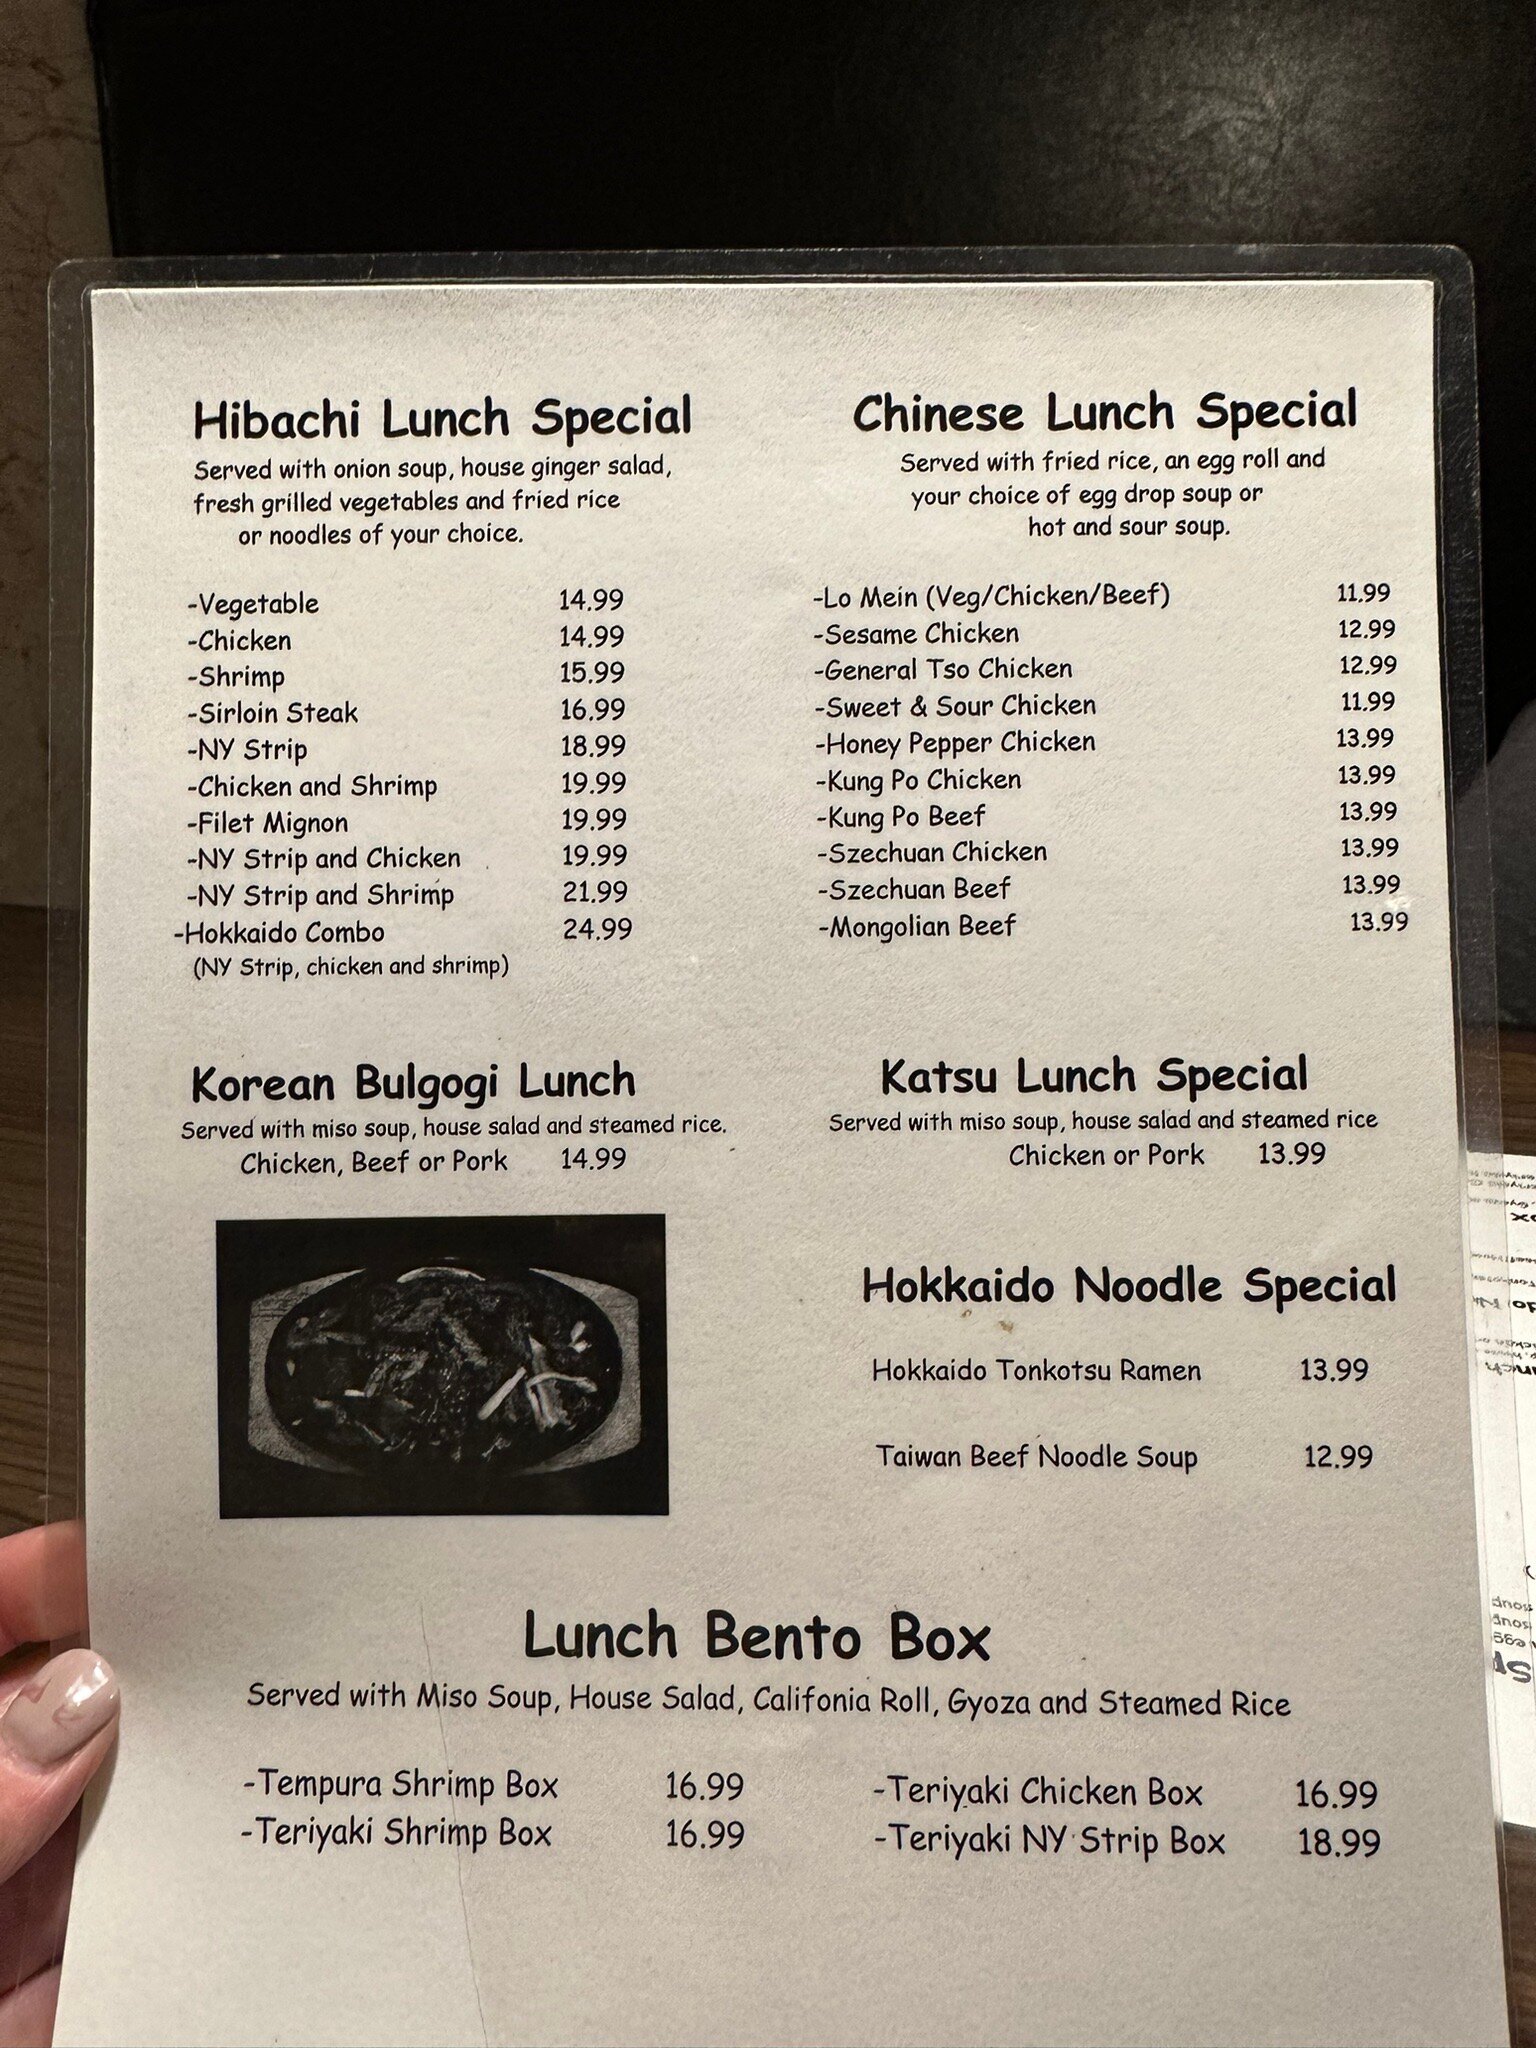 Hibachi Lunch Special
Served with onion soup, house ginger salad,
fresh grilled vegetables and fried rice
or noodles of your choice.
-Vegetable 14.99
-Chicken 14.99
-Shrimp 15.99
-Sirloin Steak 16.99
-NY Strip 18.99
-Chicken and Shrimp 19.99
-Filet Mignon 19.99
-NY Strip and Chicken 19.99
-NY Strip and Shrimp 21.99
-Hokkaido Combo 24.99
(NY Strip, chicken and shrimp)
Chinese Lunch Special
Served with fried rice, an egg roll and
your choice of egg drop soup or
hot and sour soup.
-Lo Mein (Veg/Chicken/Beef) 11.99
-Sesame Chicken 12.99
-General Tso Chicken 12.99
-Sweet & Sour Chicken 11.99
-Honey Pepper Chicken 13.99
-Kung Po Chicken 13.99
-Kung Po Beef 13.99
-Szechuan Chicken 13.99
-Szechuan Beef 13.99
-Mongolian Beef 13.99
Korean Bulgogi Lunch
Served with miso soup, house salad and steamed rice.
Chicken, Beef or Pork 14.99
Katsu Lunch Special
Served with miso soup, house salad and steamed rice
Chicken or Pork 13.99
Hokkaido Noodle Special
Hokkaido Tonkotsu Ramen 13.99
Taiwan Beef Noodle Soup 12.99
Lunch Bento Box
Served with Miso Soup, House Salad, Califonia Roll, Gyoza and Steamed Rice
-Tempura Shrimp Box 16.99
-Teriyaki Shrimp Box 16.99
-Teriyaki Chicken Box 16.99
-Teriyaki NY Strip Box 18.99